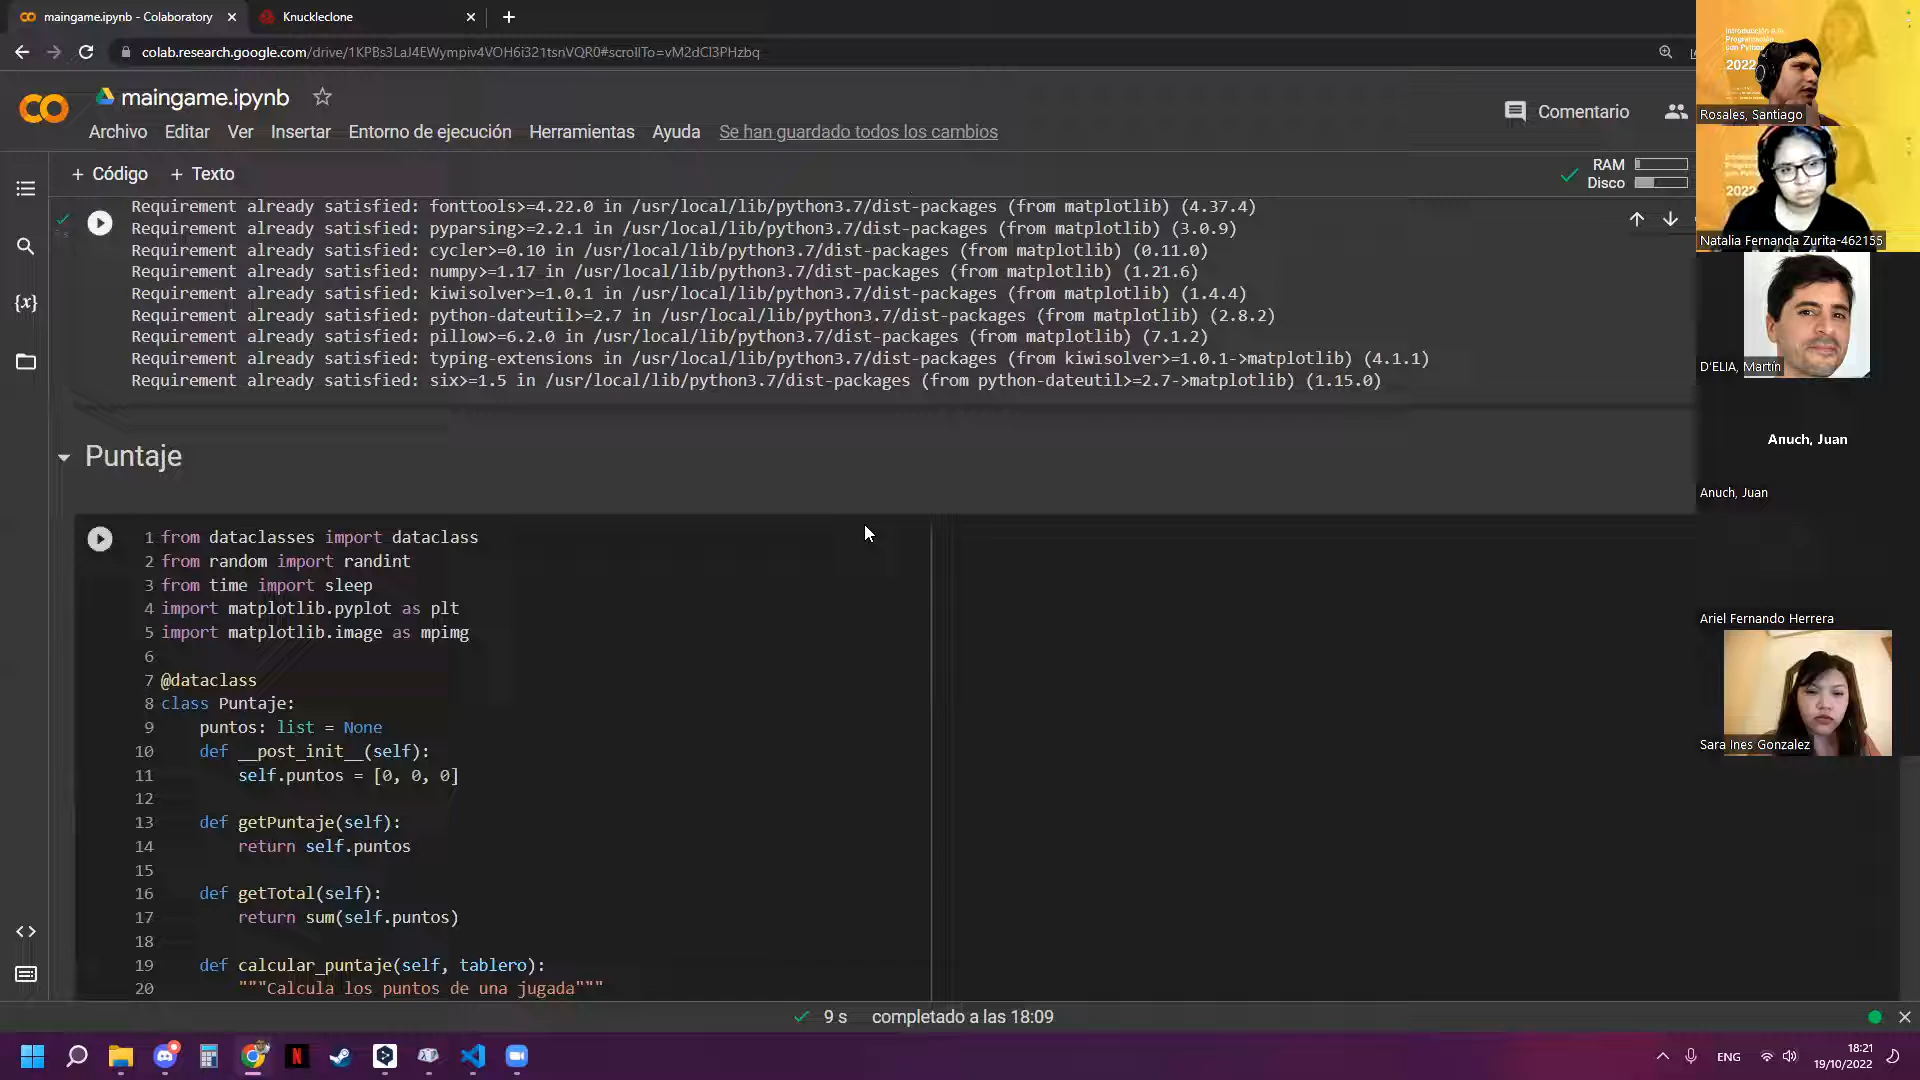 maingame.ipynb - Colaboratory
Knuckleclone
colab.research.google.com/drive/1KPBs3LaJ4EWympiv4VOH6i321tsnVQR0#scrollTo=vM2dCl3PHzbq
maingame.ipynb
Archivo Editar Ver Insertar Entorno de ejecución Herramientas Ayuda Se han guardado todos los cambios
Comentario
+ Código + Texto
RAM
Disco
Requirement already satisfied: fonttools>=4.22.0 in /usr/local/lib/python3.7/dist-packages (from matplotlib) (4.37.4)
Requirement already satisfied: pyparsing>=2.2.1 in /usr/local/lib/python3.7/dist-packages (from matplotlib) (3.0.9)
Requirement already satisfied: cycler>=0.10 in /usr/local/lib/python3.7/dist-packages (from matplotlib) (0.11.0)
Requirement already satisfied: numpy>=1.17 in /usr/local/lib/python3.7/dist-packages (from matplotlib) (1.21.6)
Requirement already satisfied: kiwisolver>=1.0.1 in /usr/local/lib/python3.7/dist-packages (from matplotlib) (1.4.4)
Requirement already satisfied: python-dateutil>=2.7 in /usr/local/lib/python3.7/dist-packages (from matplotlib) (2.8.2)
Requirement already satisfied: pillow>=6.2.0 in /usr/local/lib/python3.7/dist-packages (from matplotlib) (7.1.2)
Requirement already satisfied: typing-extensions in /usr/local/lib/python3.7/dist-packages (from kiwisolver>=1.0.1->matplotlib) (4.1.1)
Requirement already satisfied: six>=1.5 in /usr/local/lib/python3.7/dist-packages (from python-dateutil>=2.7->matplotlib) (1.15.0)
Puntaje
1 from dataclasses import dataclass
2 from random import randint
3 from time import sleep
4 import matplotlib.pyplot as plt
5 import matplotlib.image as mpimg
6
7 @dataclass
8 class Puntaje:
9 puntos: list = None
10 def __post_init__(self):
11 self.puntos = [0, 0, 0]
12
13 def getPuntaje(self):
14 return self.puntos
15
16 def getTotal(self):
17 return sum(self.puntos)
18
19 def calcular_puntaje(self, tablero):
20 """Calcula los puntos de una jugada"""
9 s completado a las 18:09
Introducción a la
Programación
con Python
2022
Rosales, Santiago
2022
Natalia Fernanda Zurita-462155
D'ELIA, Martín
Anuch, Juan
Anuch, Juan
Ariel Fernando Herrera
Sara Ines Gonzalez
ENG
18:21
19/10/2022